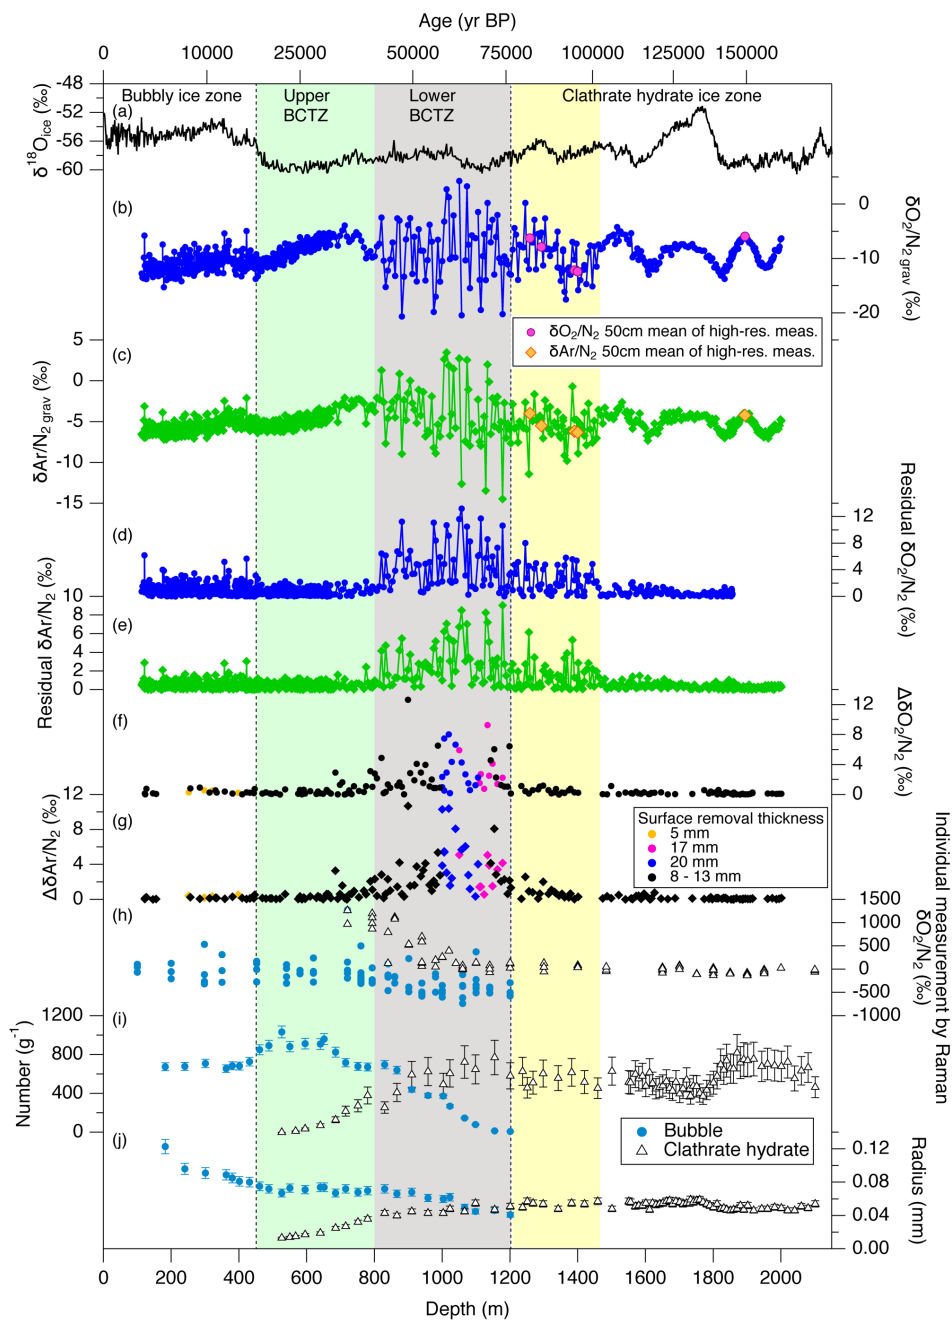 Age (yr BP)
0 10000 25000 50000 75000 100000 125000 150000
Bubbly ice zone
Upper BCTZ
Lower BCTZ
Clathrate hydrate ice zone
(a)
-48
-52
-56
-60
δ18Oice (‰)
(b)
0
-10
-20
δO2/N2 grav (‰)
δO2/N2 50cm mean of high-res. meas.
δAr/N2 50cm mean of high-res. meas.
(c)
5
0
-5
-10
-15
δAr/N2 grav (‰)
(d)
12
8
4
0
Residual δO2/N2 (‰)
(e)
10
8
6
4
2
0
Residual δAr/N2 (‰)
(f)
12
8
4
0
ΔδO2/N2 (‰)
(g)
12
8
4
0
ΔδAr/N2 (‰)
Surface removal thickness
5 mm
17 mm
20 mm
8 - 13 mm
(h)
1500
1000
500
0
-500
-1000
Individual measurement by Raman
δO2/N2 (‰)
(i)
1200
800
400
0
Number (g-1)
Bubble
Clathrate hydrate
(j)
0.12
0.08
0.04
0.00
Radius (mm)
0 200 400 600 800 1000 1200 1400 1600 1800 2000
Depth (m)